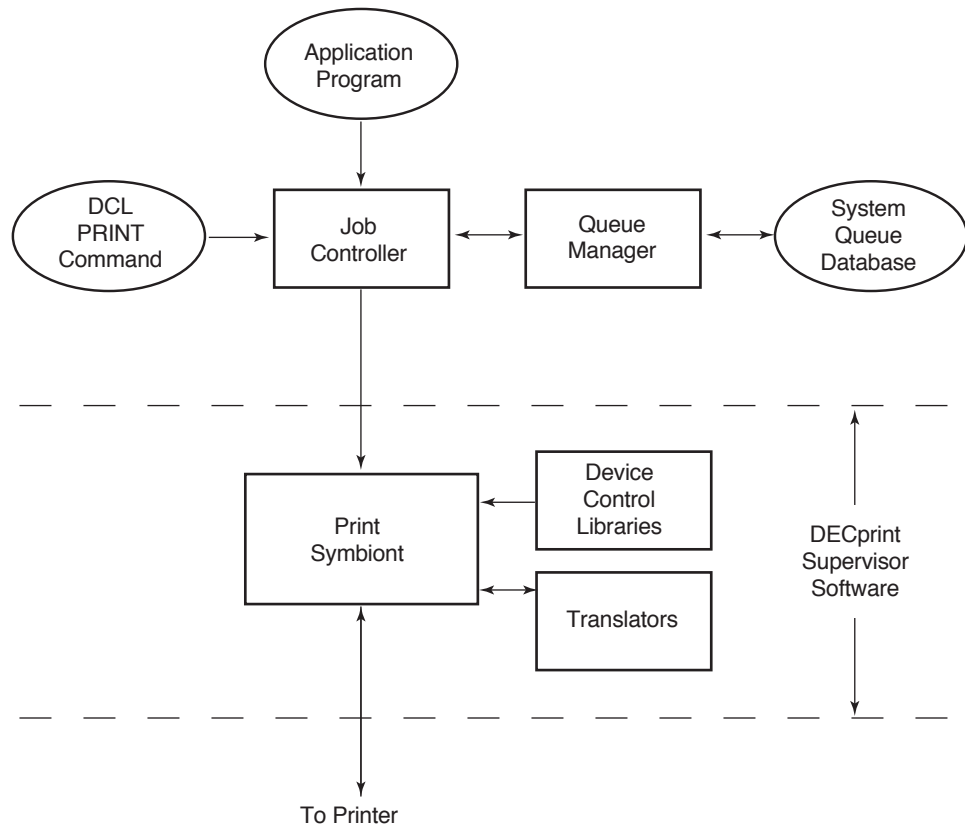 Application
Program
DCL
PRINT
Command
Job
Controller
Queue
Manager
System
Queue
Database
Print
Symbiont
Device
Control
Libraries
Translators
DECprint
Supervisor
Software
To Printer